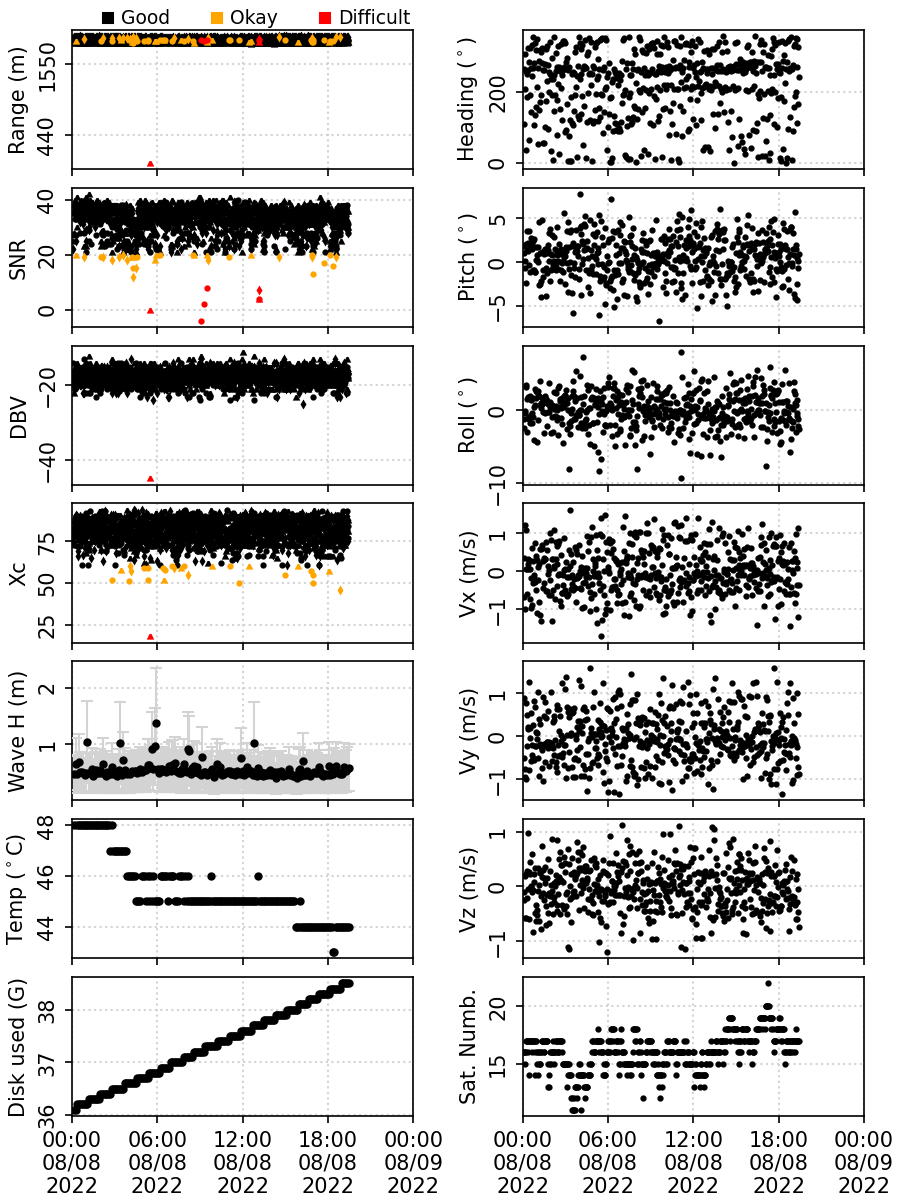 Good Okay Difficult
Range (m) 1550 440
Heading (°) 200 0
SNR 40 20 0
Pitch (°) 5 0 −5
DBV −20 −40
Roll (°) 0 −10
Xc 75 50 25
Vx (m/s) 1 0 −1
Wave H (m) 2 1
Vy (m/s) 1 0 −1
Temp (°C) 48 46 44
Vz (m/s) 1 0 −1
Disk used (G) 38 37 36
Sat. Numb. 20 15
00:00 06:00 12:00 18:00 00:00 00:00 06:00 12:00 18:00 00:00
08/08 08/08 08/08 08/08 08/09 08/08 08/08 08/08 08/08 08/09
2022 2022 2022 2022 2022 2022 2022 2022 2022 2022